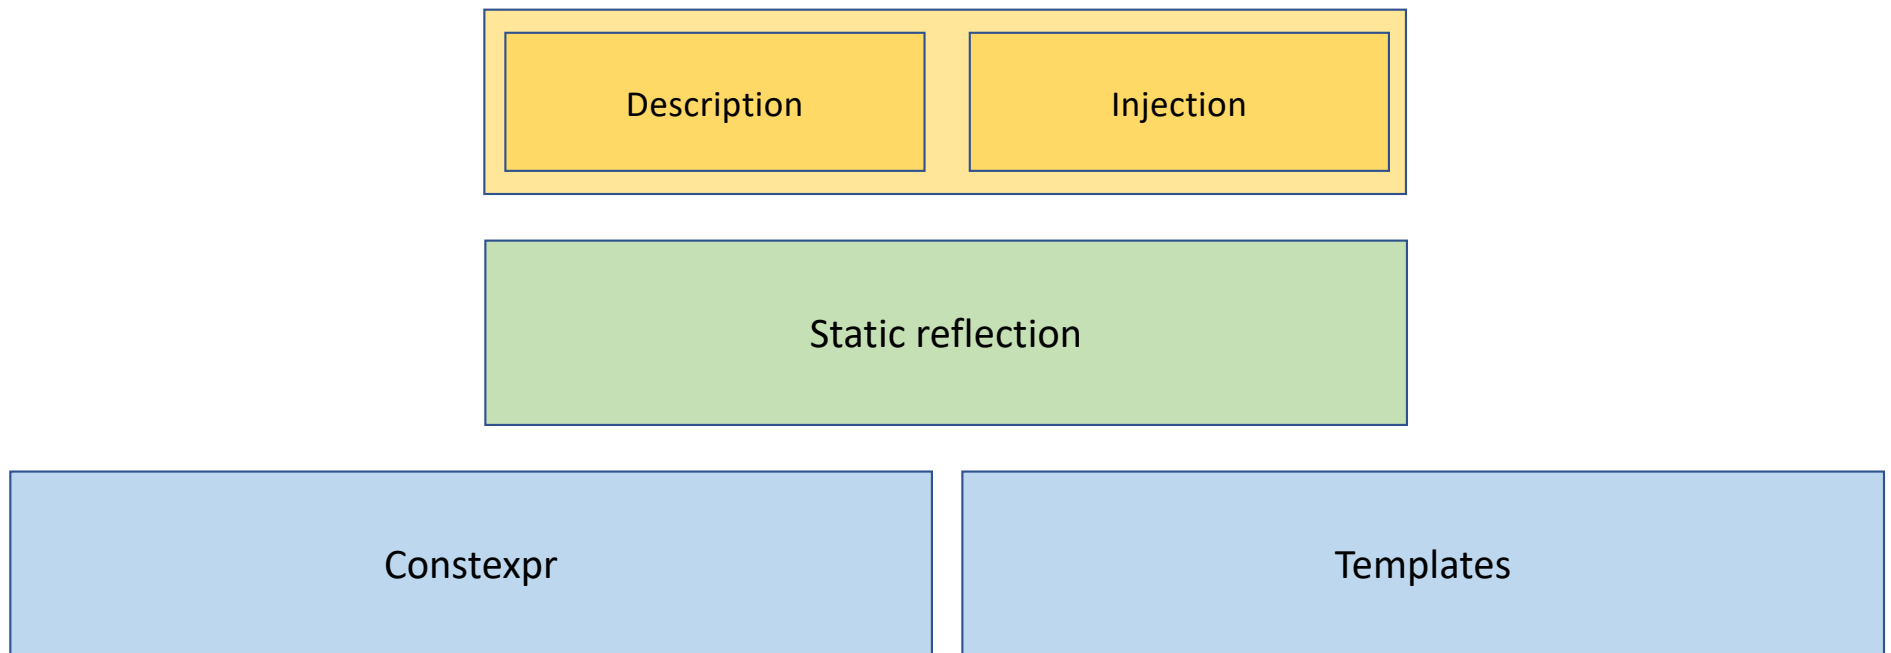 Description
Injection
Static reflection
Constexpr
Templates